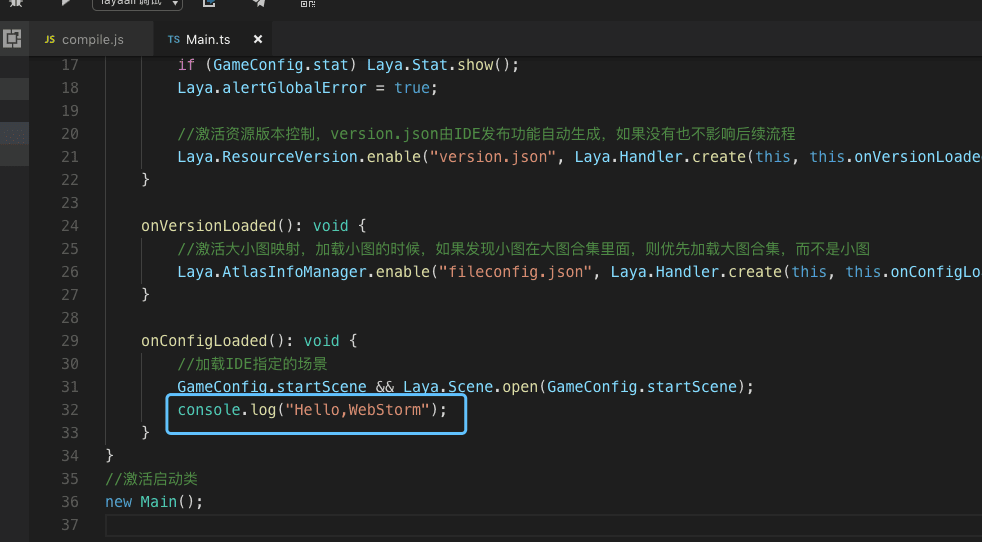 layaair调试
JS compile.js TS Main.ts ×
17 if (GameConfig.stat) Laya.Stat.show();
18 Laya.alertGlobalError = true;
19
20 //激活资源版本控制，version.json由IDE发布功能自动生成，如果没有也不影响后续流程
21 Laya.ResourceVersion.enable("version.json", Laya.Handler.create(this, this.onVersionLoade
22 }
23
24 onVersionLoaded(): void {
25 //激活大小图映射，加载小图的时候，如果发现小图在大图合集里面，则优先加载大图合集，而不是小图
26 Laya.AtlasInfoManager.enable("fileconfig.json", Laya.Handler.create(this, this.onConfigLo
27 }
28
29 onConfigLoaded(): void {
30 //加载IDE指定的场景
31 GameConfig.startScene && Laya.Scene.open(GameConfig.startScene);
32 console.log("Hello,WebStorm");
33 }
34 }
35 //激活启动类
36 new Main();
37